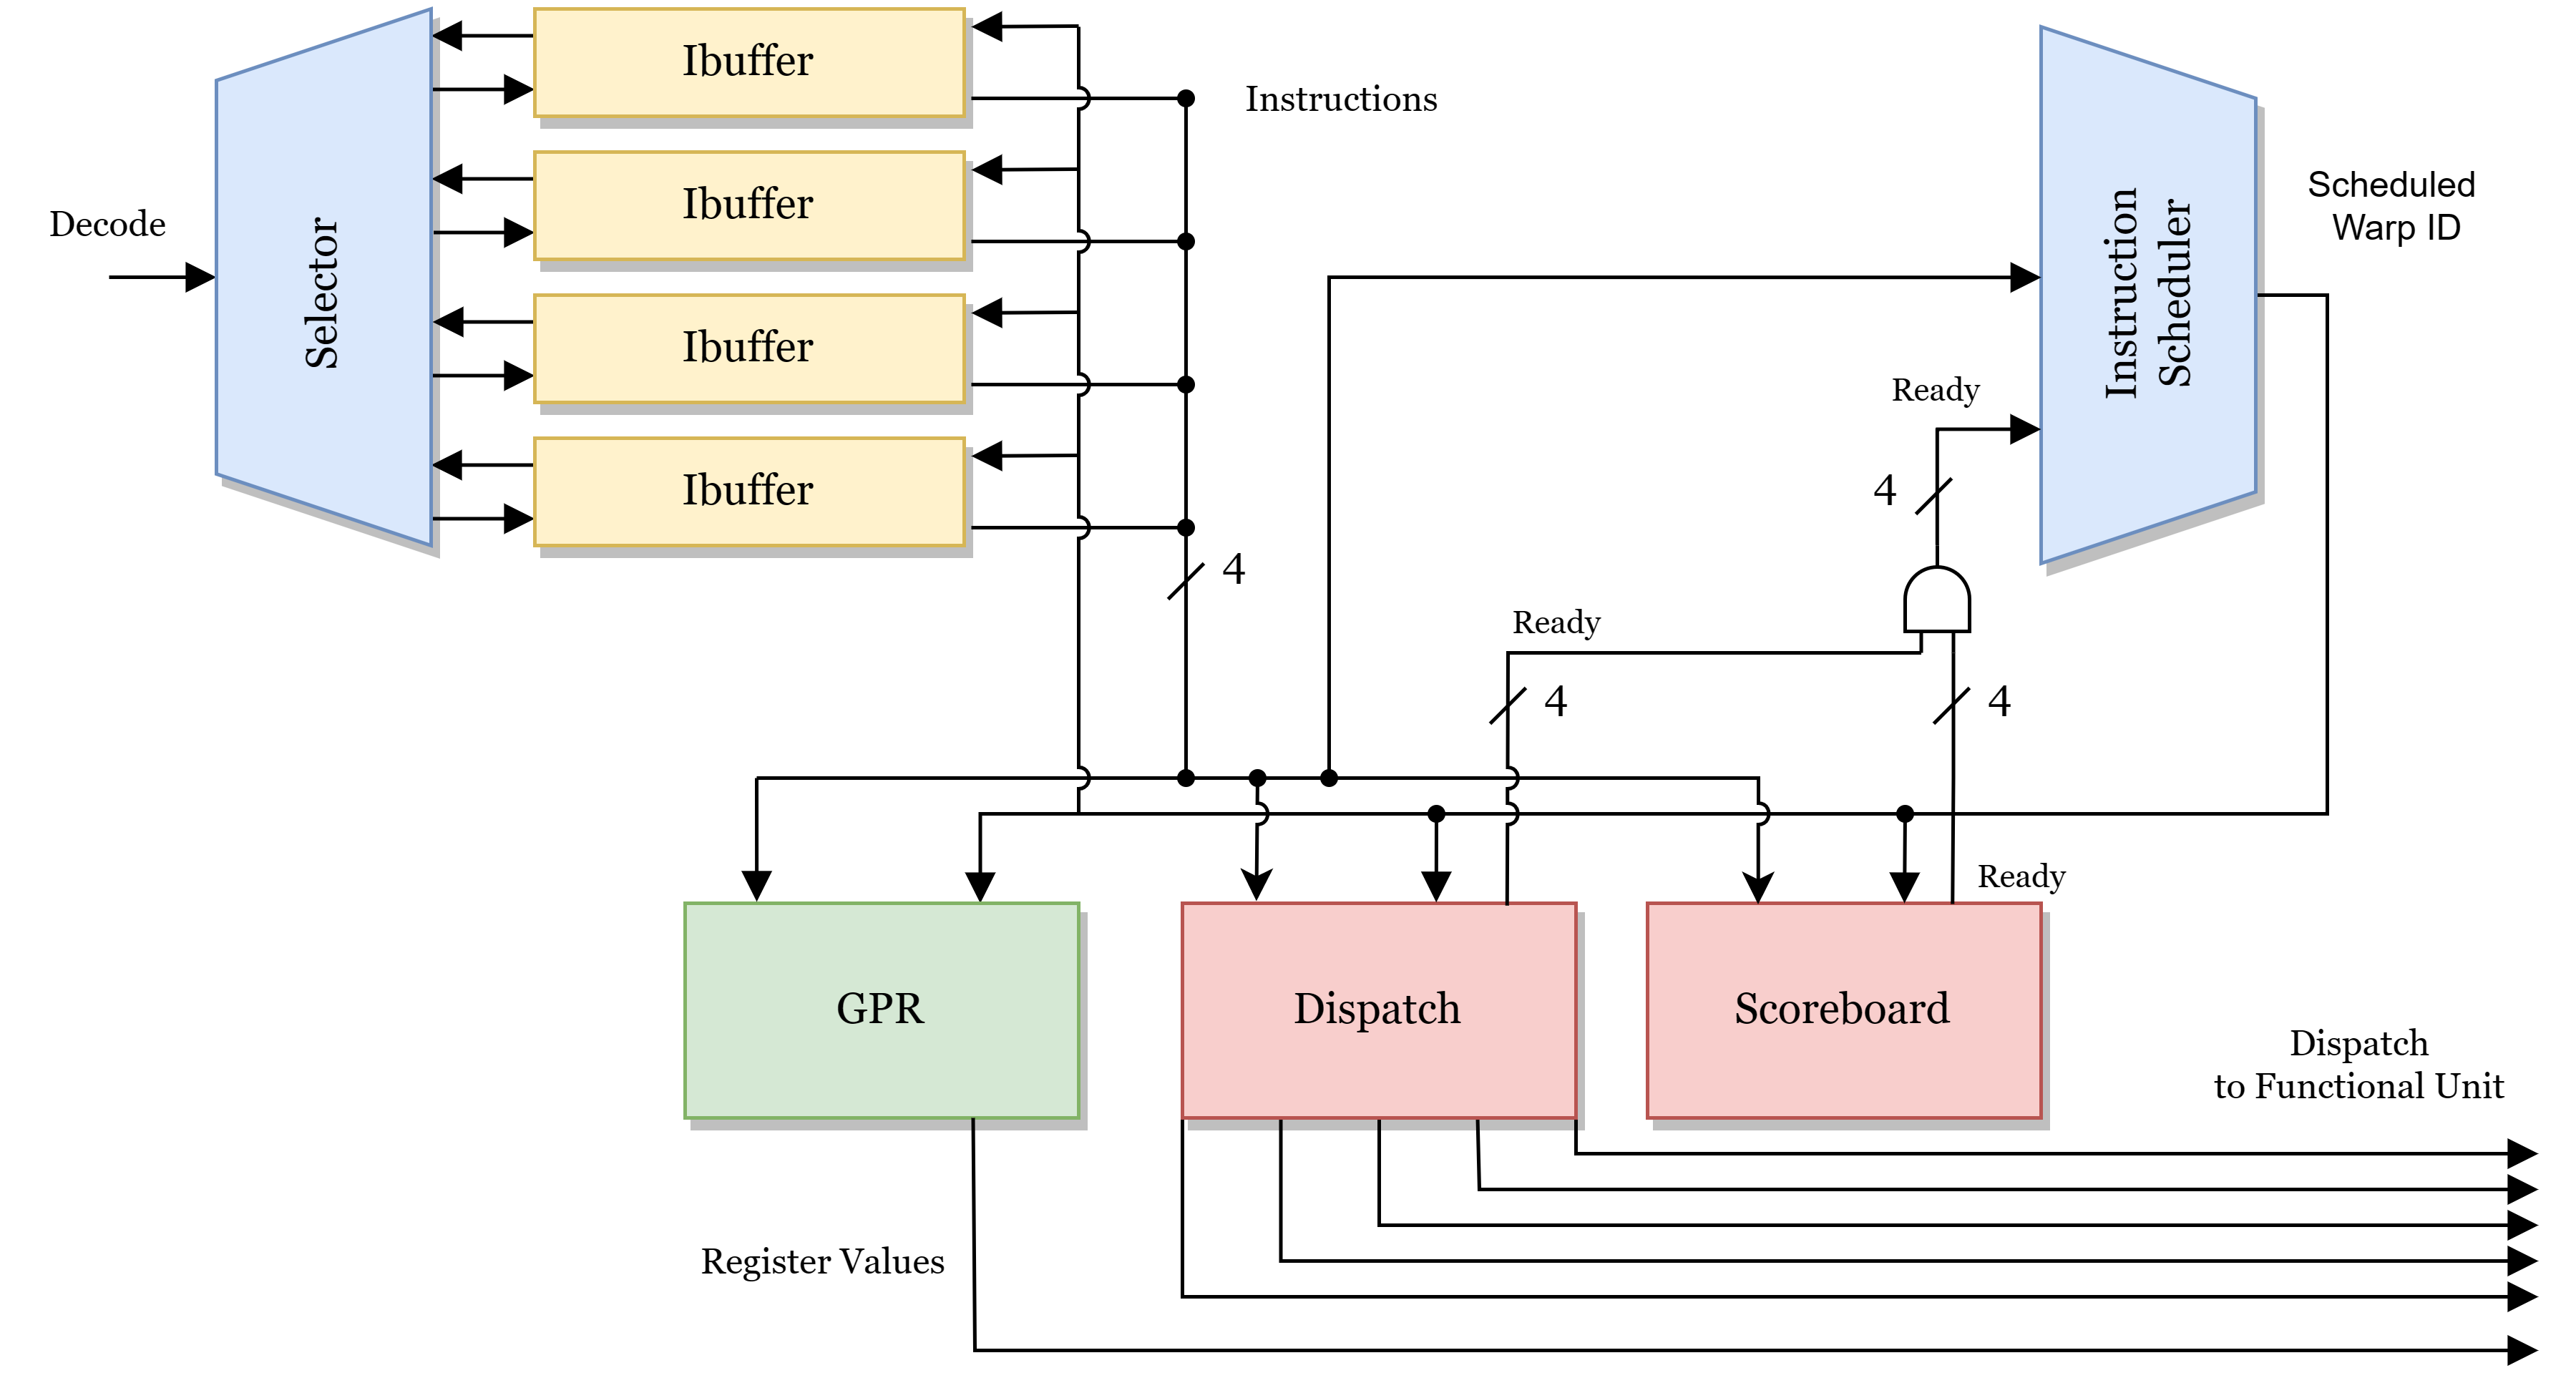 Ibuffer
Instructions
Ibuffer
Decode
Selector
Ibuffer
Ibuffer
4
Instruction
Scheduler
Scheduled
Warp ID
Ready
4
Ready
4
4
Ready
GPR
Dispatch
Scoreboard
Dispatch
to Functional Unit
Register Values